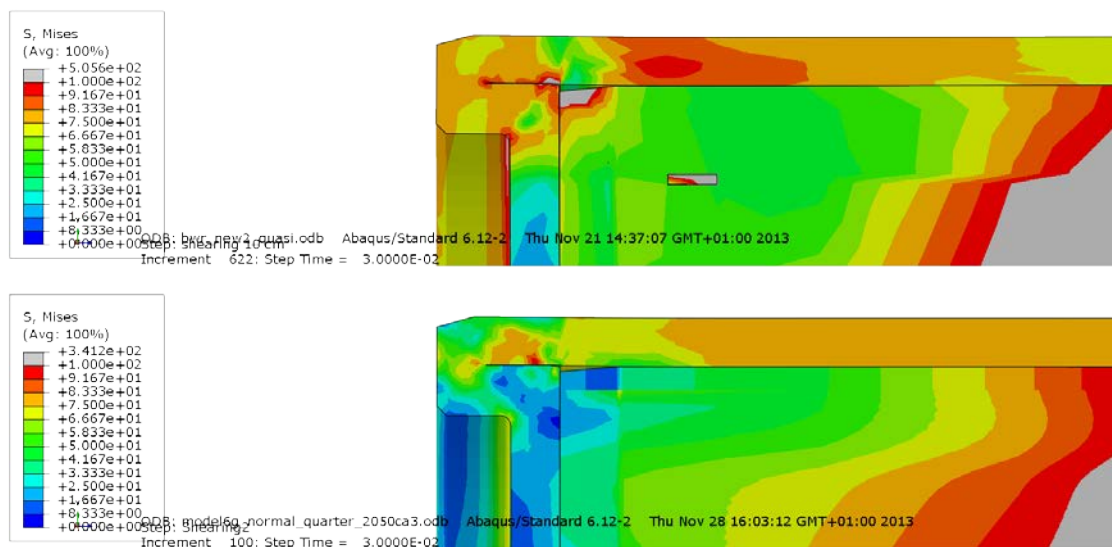 S, Mises
(Avg: 100%)
+5.056e+02
+1.000e+02
+9.167e+01
+8.333e+01
+7.500e+01
+6.667e+01
+5.833e+01
+5.000e+01
+4.167e+01
+3.333e+01
+2.500e+01
+1.667e+01
+8.333e+00
+0.000e+00
ODB: bwr_new2_quasi.odb Abaqus/Standard 6.12-2 Thu Nov 21 14:37:07 GMT+01:00 2013
Step: shearing 10 cm
Increment 622: Step Time = 3.0000E-02
S, Mises
(Avg: 100%)
+3.412e+02
+1.000e+02
+9.167e+01
+8.333e+01
+7.500e+01
+6.667e+01
+5.833e+01
+5.000e+01
+4.167e+01
+3.333e+01
+2.500e+01
+1.667e+01
+8.333e+00
+0.000e+00
ODB: model6g_normal_quarter_2050ca3.odb Abaqus/Standard 6.12-2 Thu Nov 28 16:03:12 GMT+01:00 2013
Step: Shearing2
Increment 100: Step Time = 3.0000E-02